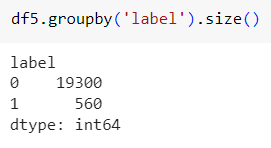 df5.groupby('label').size()
label
0    19300
1      560
dtype: int64